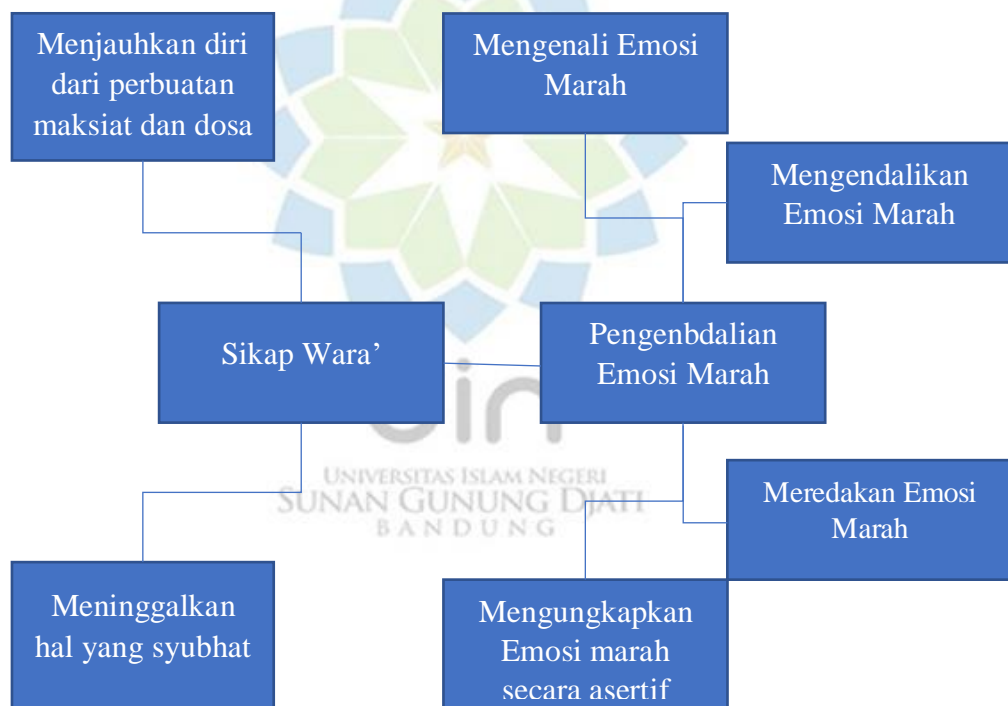 Menjauhkan diri
dari perbuatan
maksiat dan dosa
Mengenali Emosi
Marah
Mengendalikan
Emosi Marah
Sikap Wara’
Pengenbdalian
Emosi Marah
uin
UNIVERSITAS ISLAM NEGERI
SUNAN GUNUNG DJATI
BANDUNG
Meredakan Emosi
Marah
Meninggalkan
hal yang syubhat
Mengungkapkan
Emosi marah
secara asertif